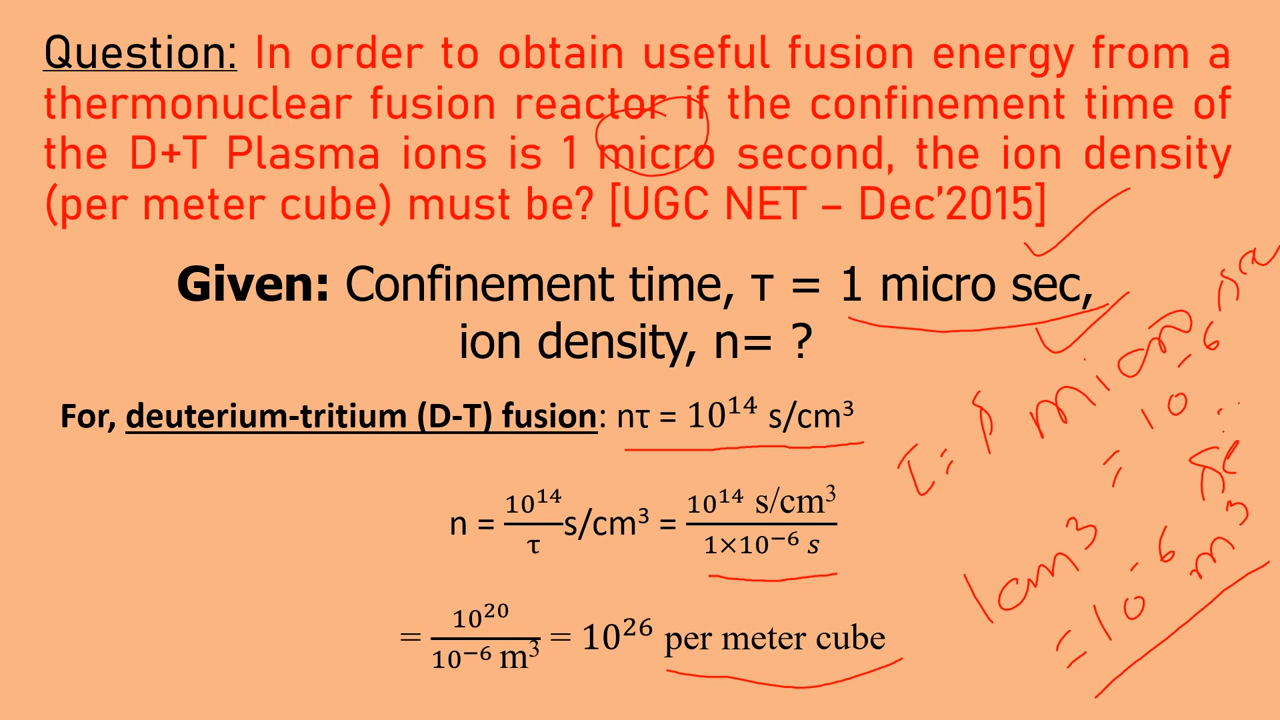 Question: In order to obtain useful fusion energy from a
thermonuclear fusion reactor if the confinement time of
the D+T Plasma ions is 1 micro second, the ion density
(per meter cube) must be? [UGC NET – Dec'2015]
Given: Confinement time, τ = 1 micro sec,
ion density, n= ?
For, deuterium-tritium (D-T) fusion: nτ = 10¹⁴ s/cm³
n = 10¹⁴/τ s/cm³ = 10¹⁴ s/cm³ / 1×10⁻⁶ s
= 10²⁰/10⁻⁶ m³ = 10²⁶ per meter cube
τ = 1 micro
= 10⁻⁶
1cm³
= 10⁻⁶ m³